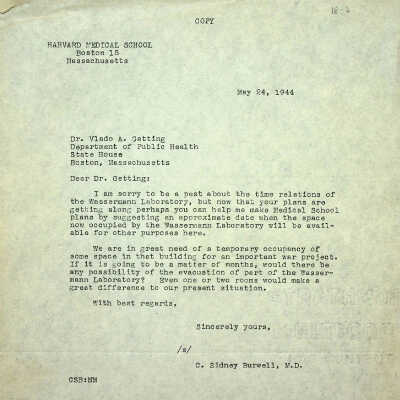 COPY
HARVARD MEDICAL SCHOOL
Boston 15
Massachusetts
May 24, 1944
Dr. Vlado A. Getting
Department of Public Health
State House
Boston, Massachusetts
Dear Dr. Getting:
I am sorry to be a pest about the time relations of
the Wassermann Laboratory, but now that your plans are
getting along perhaps you can help me make Medical School
plans by suggesting an approximate date when the space
now occupied by the Wassermann Laboratory will be avail-
able for other purposes here.
We are in great need of a temporary occupancy of
some space in that building for an important war project.
If it is going to be a matter of months, would there be
any possibility of the evacuation of part of the Wasser-
mann Laboratory? Even one or two rooms would make a
great difference to our present situation.
With best regards,
Sincerely yours,
/s/
C. Sidney Burwell, M.D.
CSB:NH